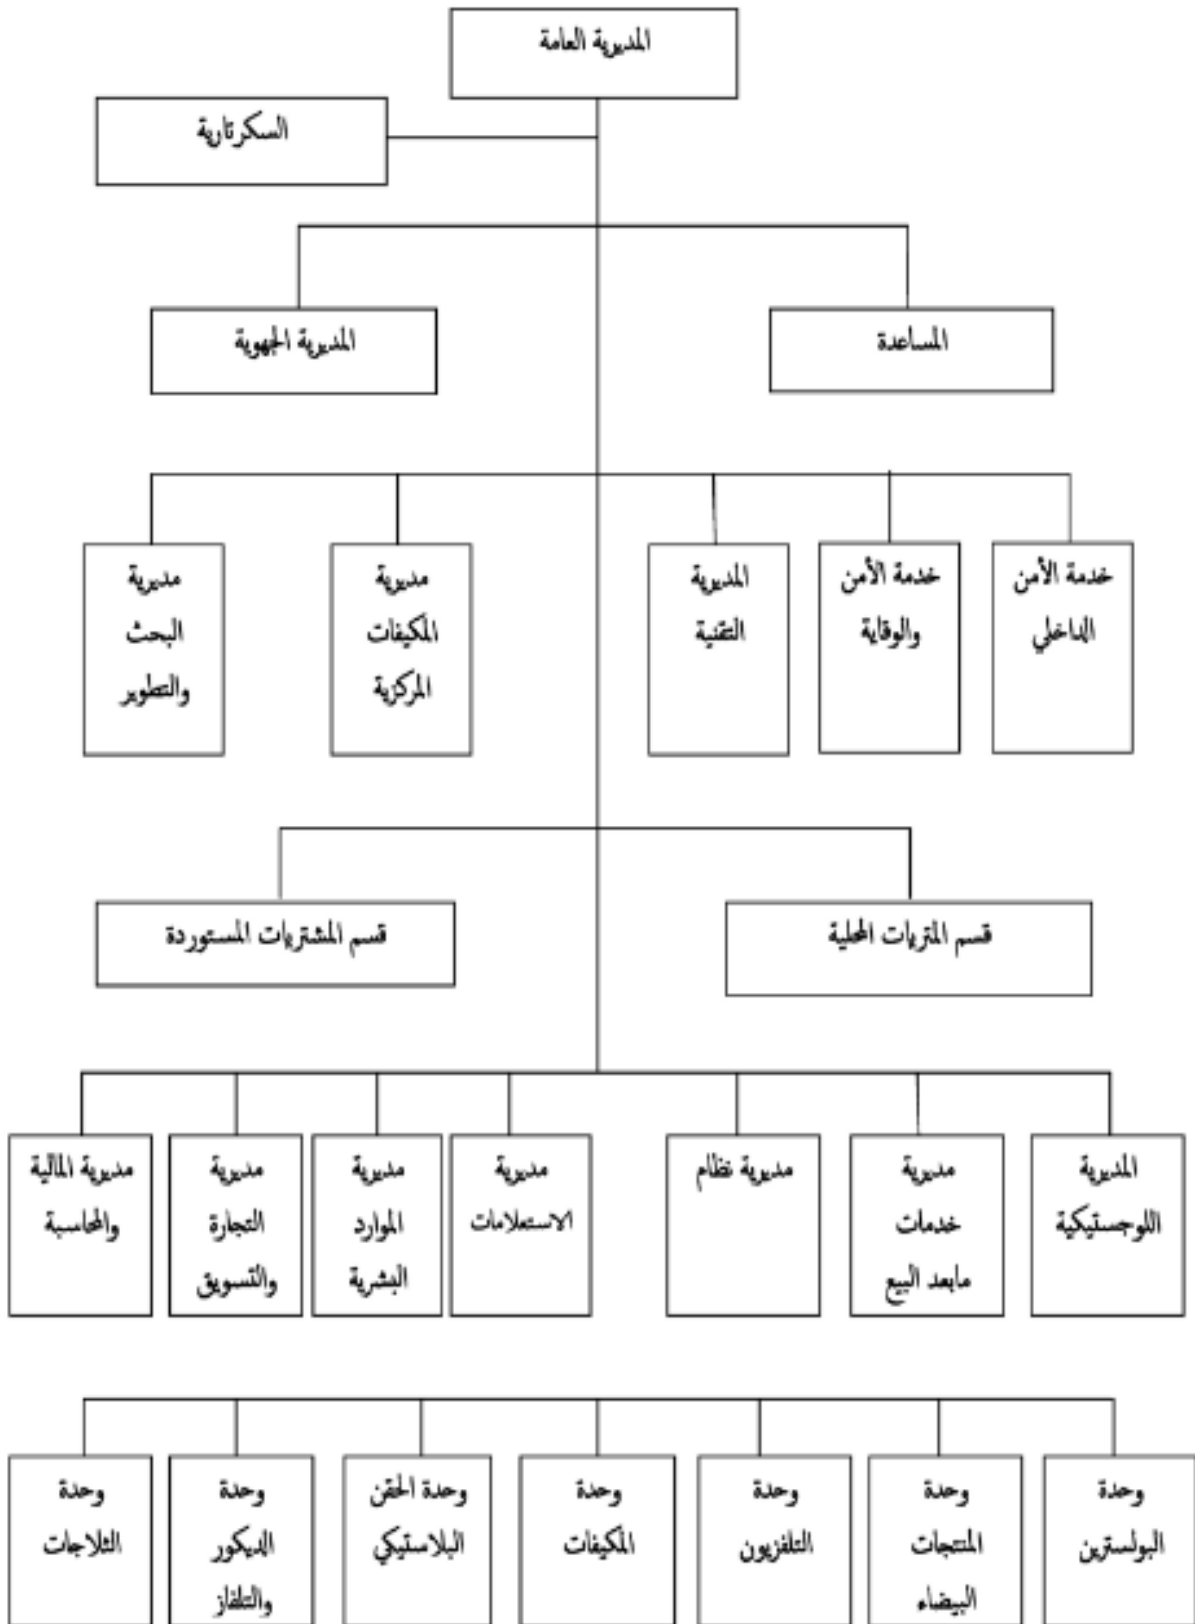 المديرية العامة
السكرتارية
المساعدة
المديرية الجهوية
خدمة الأمن
الداخلي
خدمة الأمن
والوقاية
المديرية
التقنية
مديرية
المكيفات
المركزية
مديرية
البحث
والتطوير
قسم المتريات المحلية
قسم المشتريات المستوردة
المديرية
اللوجستيكية
مديرية
خدمات
مابعد البيع
مديرية نظام
مديرية
الاستعلامات
مديرية
الموارد
البشرية
مديرية
التجارة
والتسويق
مديرية المالية
والمحاسبة
وحدة
البولسترين
وحدة
المنتجات
البيضاء
وحدة
التلفزيون
وحدة
المكيفات
وحدة الحقن
البلاستيكي
وحدة
الديكور
والتلفاز
وحدة
الثلاجات